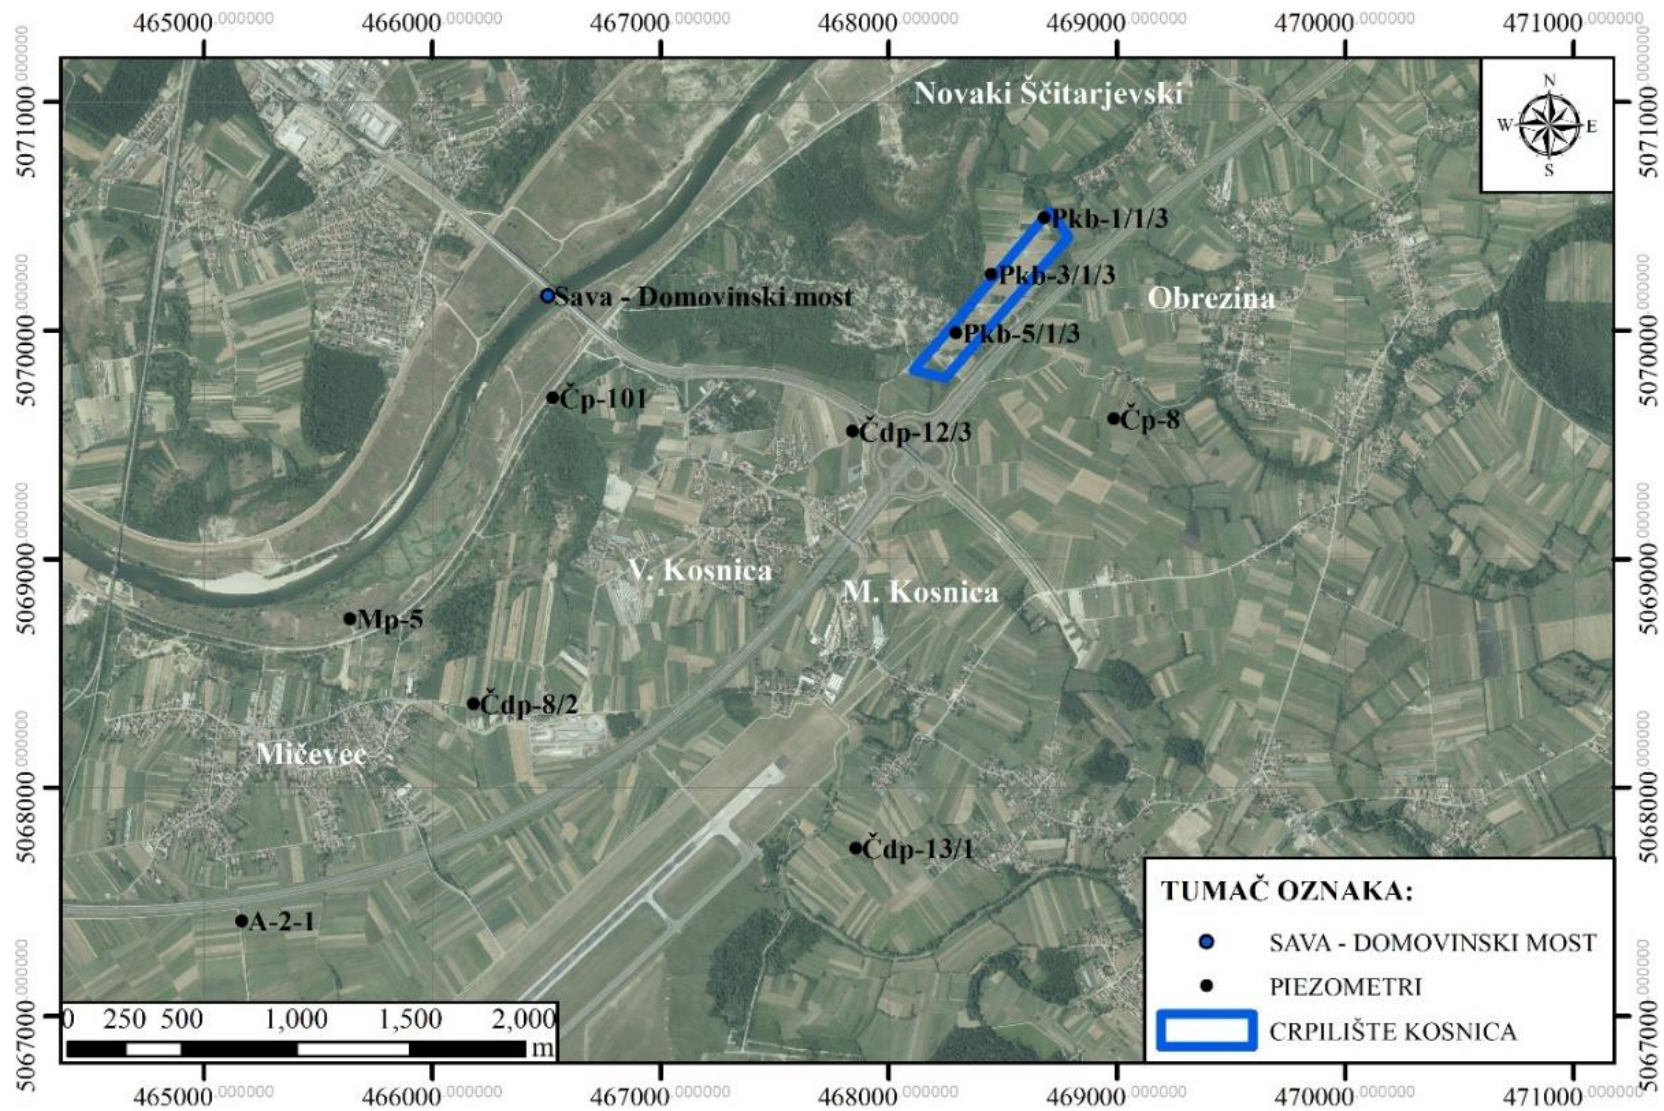 465000.000000 466000.000000 467000.000000 468000.000000 469000.000000 470000.000000 471000.000000
5071000.000000
5070000.000000
5069000.000000
5068000.000000
5067000.000000
5071000.000000
5070000.000000
5069000.000000
5068000.000000
5067000.000000
N
W E
S
Novaki Ščitarjevski
Pkb-1/1/3
Pkb-3/1/3
Sava - Domovinski most
Obrezina
Pkb-5/1/3
Čp-101
Čdp-12/3
Čp-8
V. Kosnica
M. Kosnica
Mp-5
Čdp-8/2
Mičevec
Čdp-13/1
A-2-1
TUMAČ OZNAKA:
SAVA - DOMOVINSKI MOST
PIEZOMETRI
CRPILIŠTE KOSNICA
0 250 500 1,000 1,500 2,000
m
465000.000000 466000.000000 467000.000000 468000.000000 469000.000000 470000.000000 471000.000000